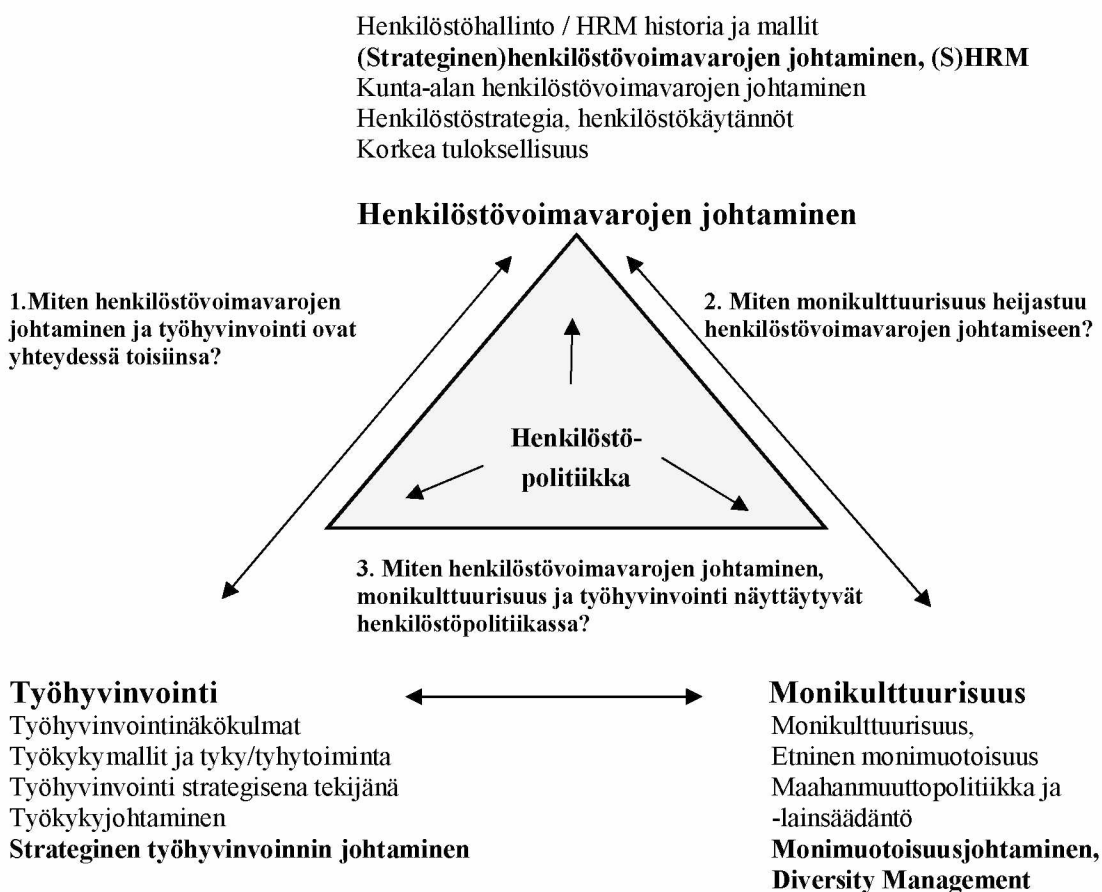 Henkilöstöhallinto / HRM historia ja mallit
(Strateginen)henkilöstövoimavarojen johtaminen, (S)HRM
Kunta-alan henkilöstövoimavarojen johtaminen
Henkilöstöstrategia, henkilöstökäytännöt
Korkea tuloksellisuus
Henkilöstövoimavarojen johtaminen
1.Miten henkilöstövoimavarojen
johtaminen ja työhyvinvointi ovat
yhteydessä toisiinsa?
2. Miten monikulttuurisuus heijastuu
henkilöstövoimavarojen johtamiseen?
Henkilöstö-
politiikka
3. Miten henkilöstövoimavarojen johtaminen,
monikulttuurisuus ja työhyvinvointi näyttäytyvät
henkilöstöpolitiikassa?
Työhyvinvointi
Työhyvinvointinäkökulmat
Työkykymallit ja tyky/tyhytoiminta
Työhyvinvointi strategisena tekijänä
Työkykyjohtaminen
Strateginen työhyvinvoinnin johtaminen
Monikulttuurisuus
Monikulttuurisuus,
Etninen monimuotoisuus
Maahanmuuttopolitiikka ja
-lainsäädäntö
Monimuotoisuusjohtaminen,
Diversity Management